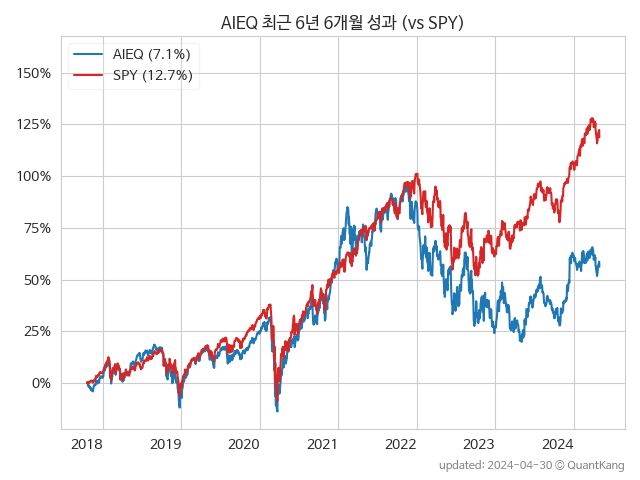 AIEQ 최근 6년 6개월 성과 (vs SPY)
AIEQ (7.1%)
SPY (12.7%)
150%
125%
100%
75%
50%
25%
0%
2018 2019 2020 2021 2022 2023 2024
updated: 2024-04-30 © QuantKang